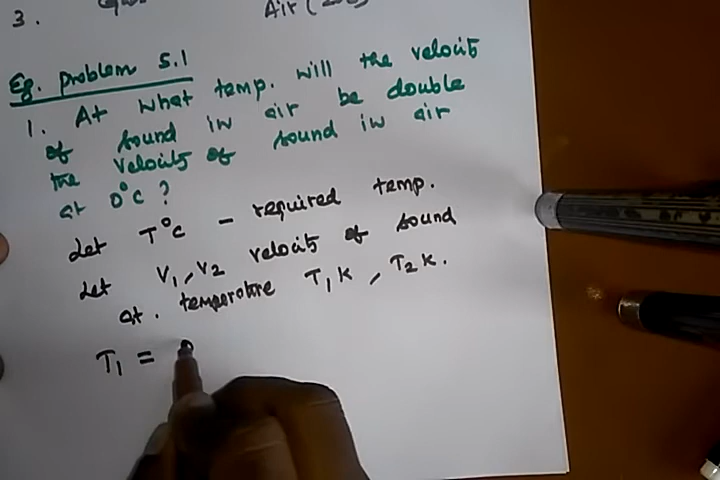 3.
Air (20°C)
Eg. problem 5.1
1. At what temp. will the velocity
of sound in air be double
the velocity of sound in air
at 0°c ?
Let T°c - required temp.
Let V₁, V₂ velocity of sound
at . temperature T₁ K , T₂ K.
T₁ =